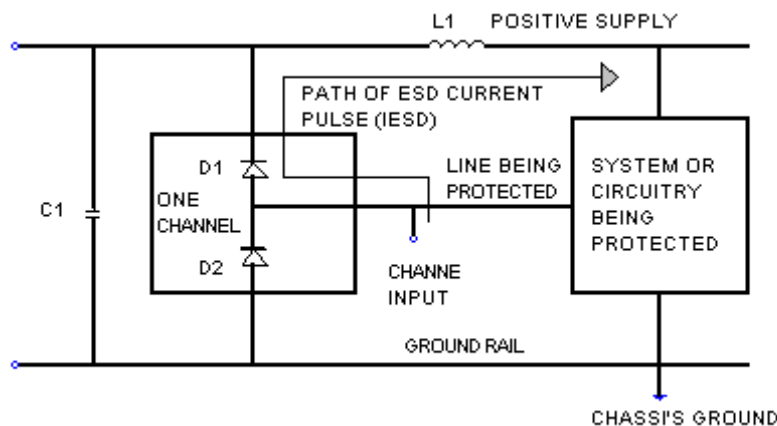 L1 POSITIVE SUPPLY
PATH OF ESD CURRENT
PULSE (IESD)
D1
LINE BEING
PROTECTED
SYSTEM OR
CIRCUITRY
BEING
PROTECTED
C1
ONE
CHANNEL
D2
CHANNE
INPUT
GROUND RAIL
CHASSI'S GROUND